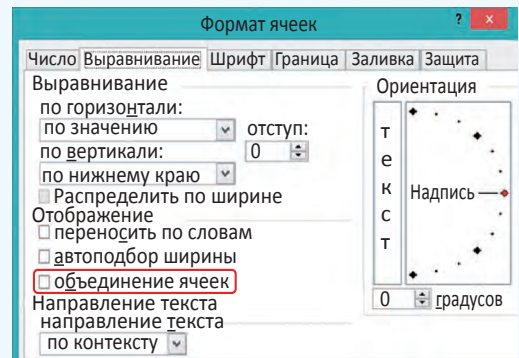 Формат ячеек ?
Число Выравнивание Шрифт Граница Заливка Защита
Выравнивание
по горизонтали:
по значению
отступ:
0
по вертикали:
по нижнему краю
Распределить по ширине
Отображение
переносить по словам
автоподбор ширины
объединение ячеек
Направление текста
направление текста
по контексту
Ориентация
т
е
к
с
т
Надпись
0 градусов